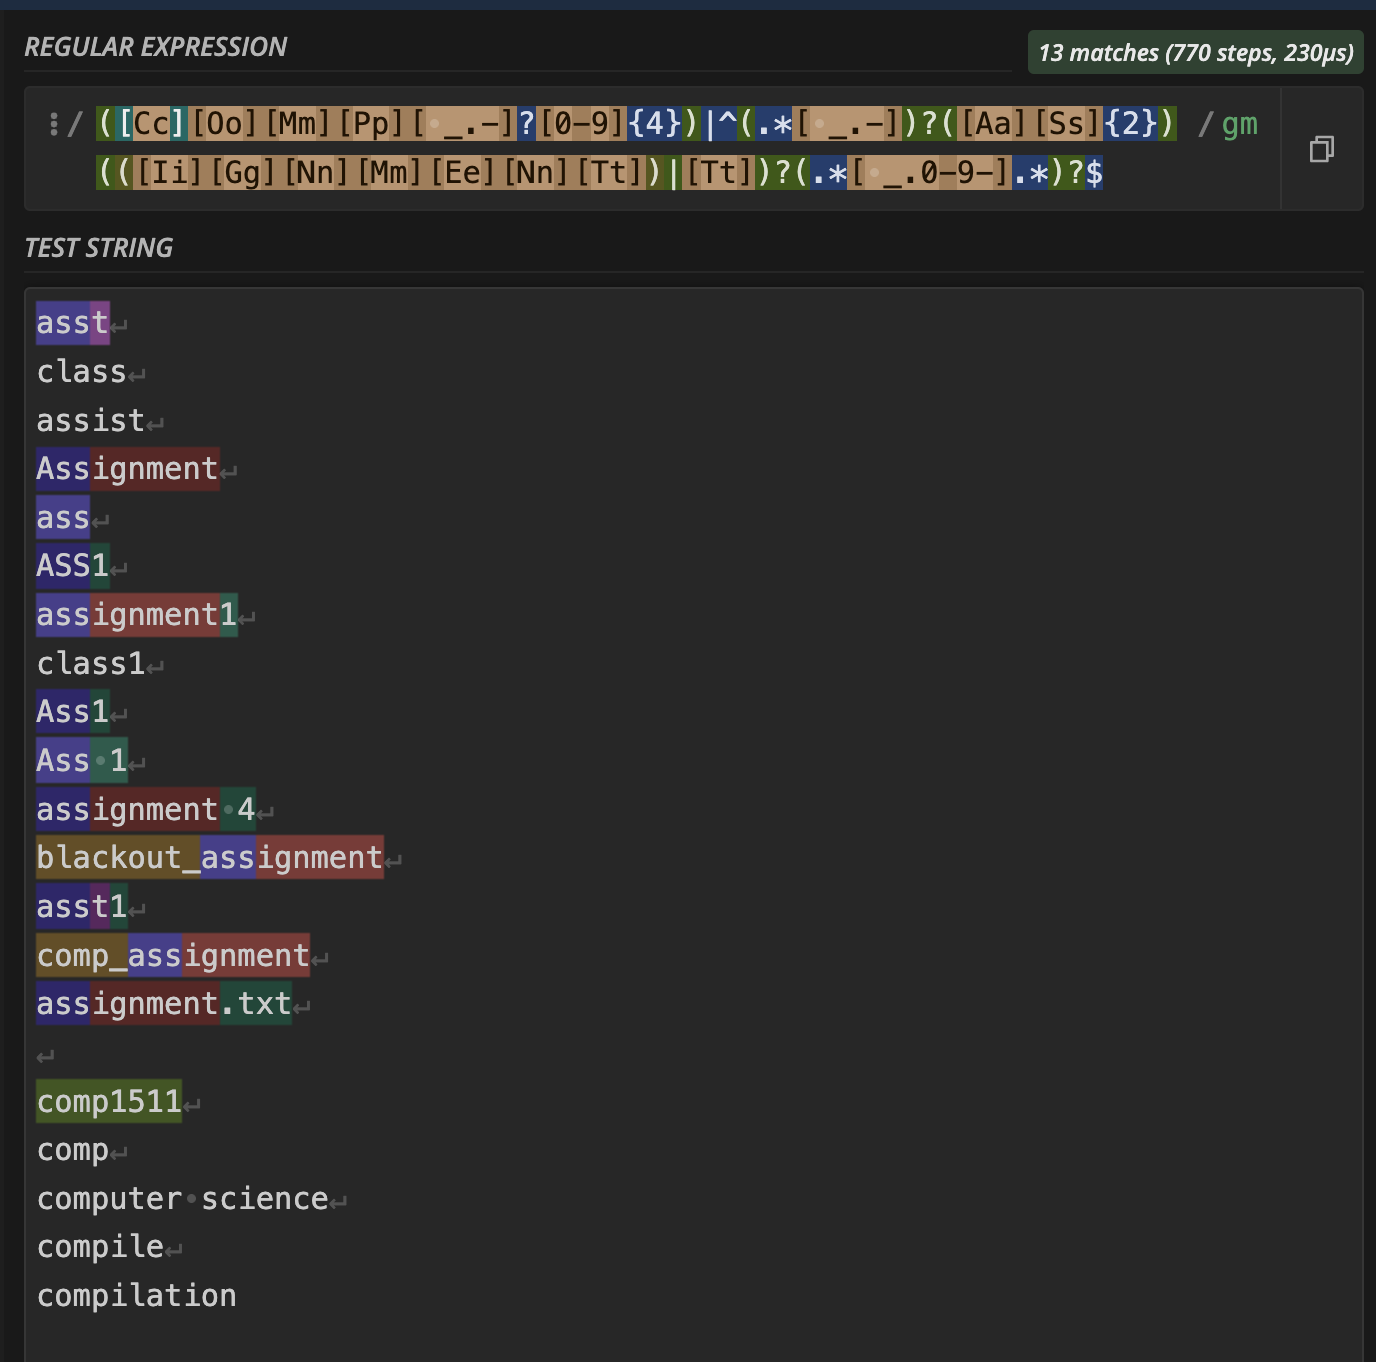 REGULAR EXPRESSION
13 matches (770 steps, 230µs)
/ ([Cc][Oo][Mm][Pp][ _.-]?[0-9]{4})|^(.*[ _.-])?([Aa][Ss]{2}) / gm
(([Ii][Gg][Nn][Mm][Ee][Nn][Tt])|[Tt])?(.*[ _.0-9-].*)?$
TEST STRING
asst
class
assist
Assignment
ass
ASS1
assignment1
class1
Ass1
Ass 1
assignment 4
blackout_assignment
asst1
comp_assignment
assignment.txt
comp1511
comp
computer science
compile
compilation